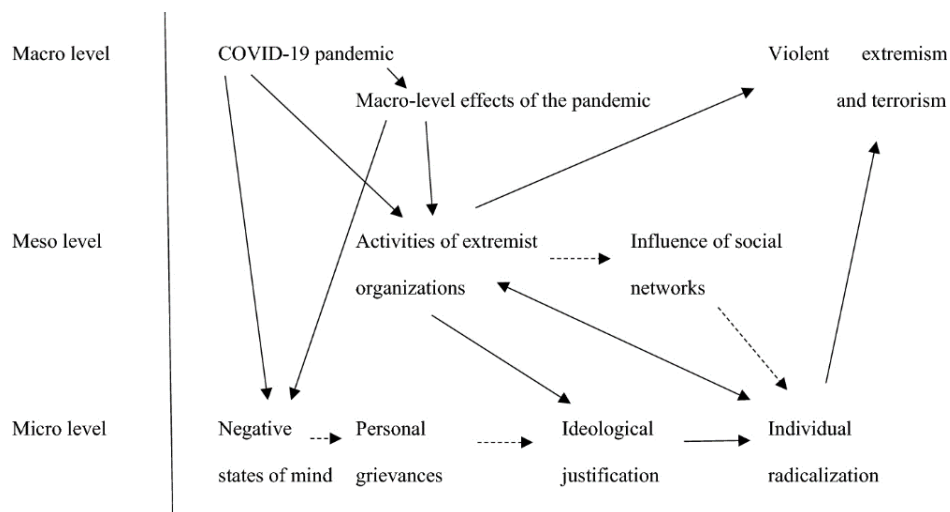 Macro level
COVID-19 pandemic
Violent extremism
Macro-level effects of the pandemic
and terrorism
Meso level
Activities of extremist
Influence of social
organizations
networks
Micro level
Negative
Personal
Ideological
Individual
states of mind
grievances
justification
radicalization